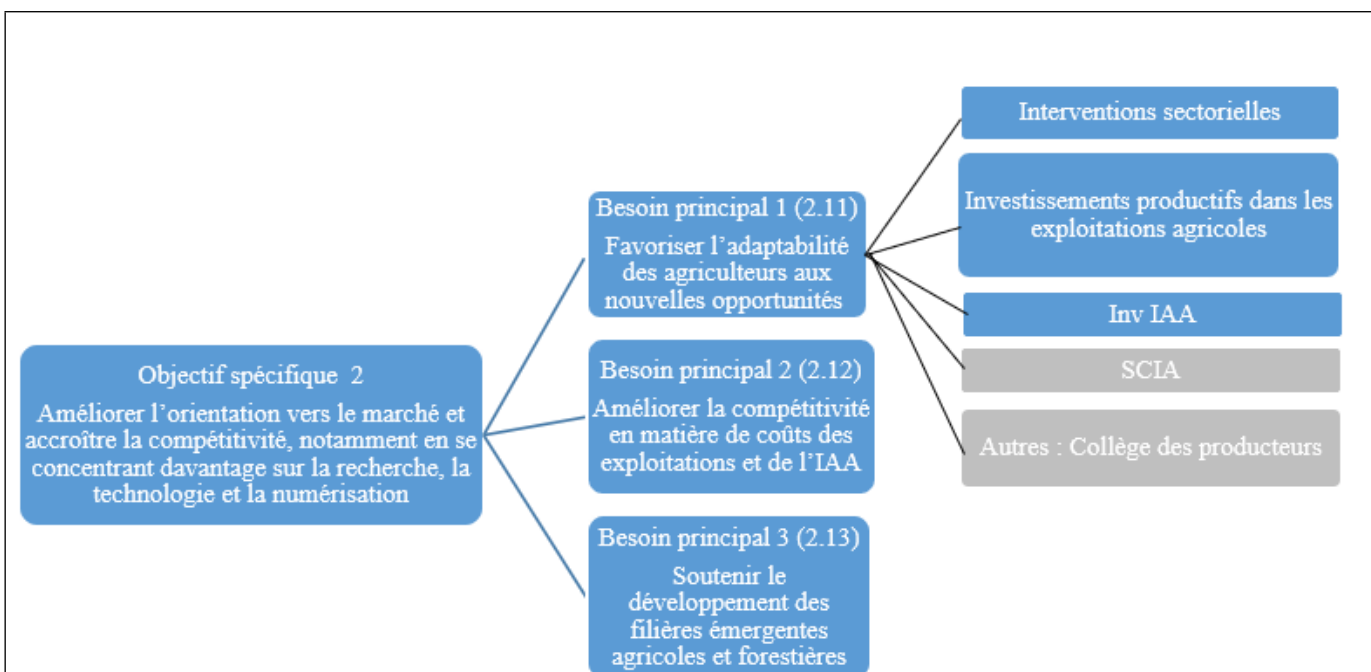 Objectif spécifique 2
Améliorer l’orientation vers le marché et
accroître la compétitivité, notamment en se
concentrant davantage sur la recherche, la
technologie et la numérisation
Besoin principal 1 (2.11)
Favoriser l’adaptabilité
des agriculteurs aux
nouvelles opportunités
Besoin principal 2 (2.12)
Améliorer la compétitivité
en matière de coûts des
exploitations et de l’IAA
Besoin principal 3 (2.13)
Soutenir le
développement des
filières émergentes
agricoles et forestières
Interventions sectorielles
Investissements productifs dans les
exploitations agricoles
Inv IAA
SCIA
Autres : Collège des producteurs